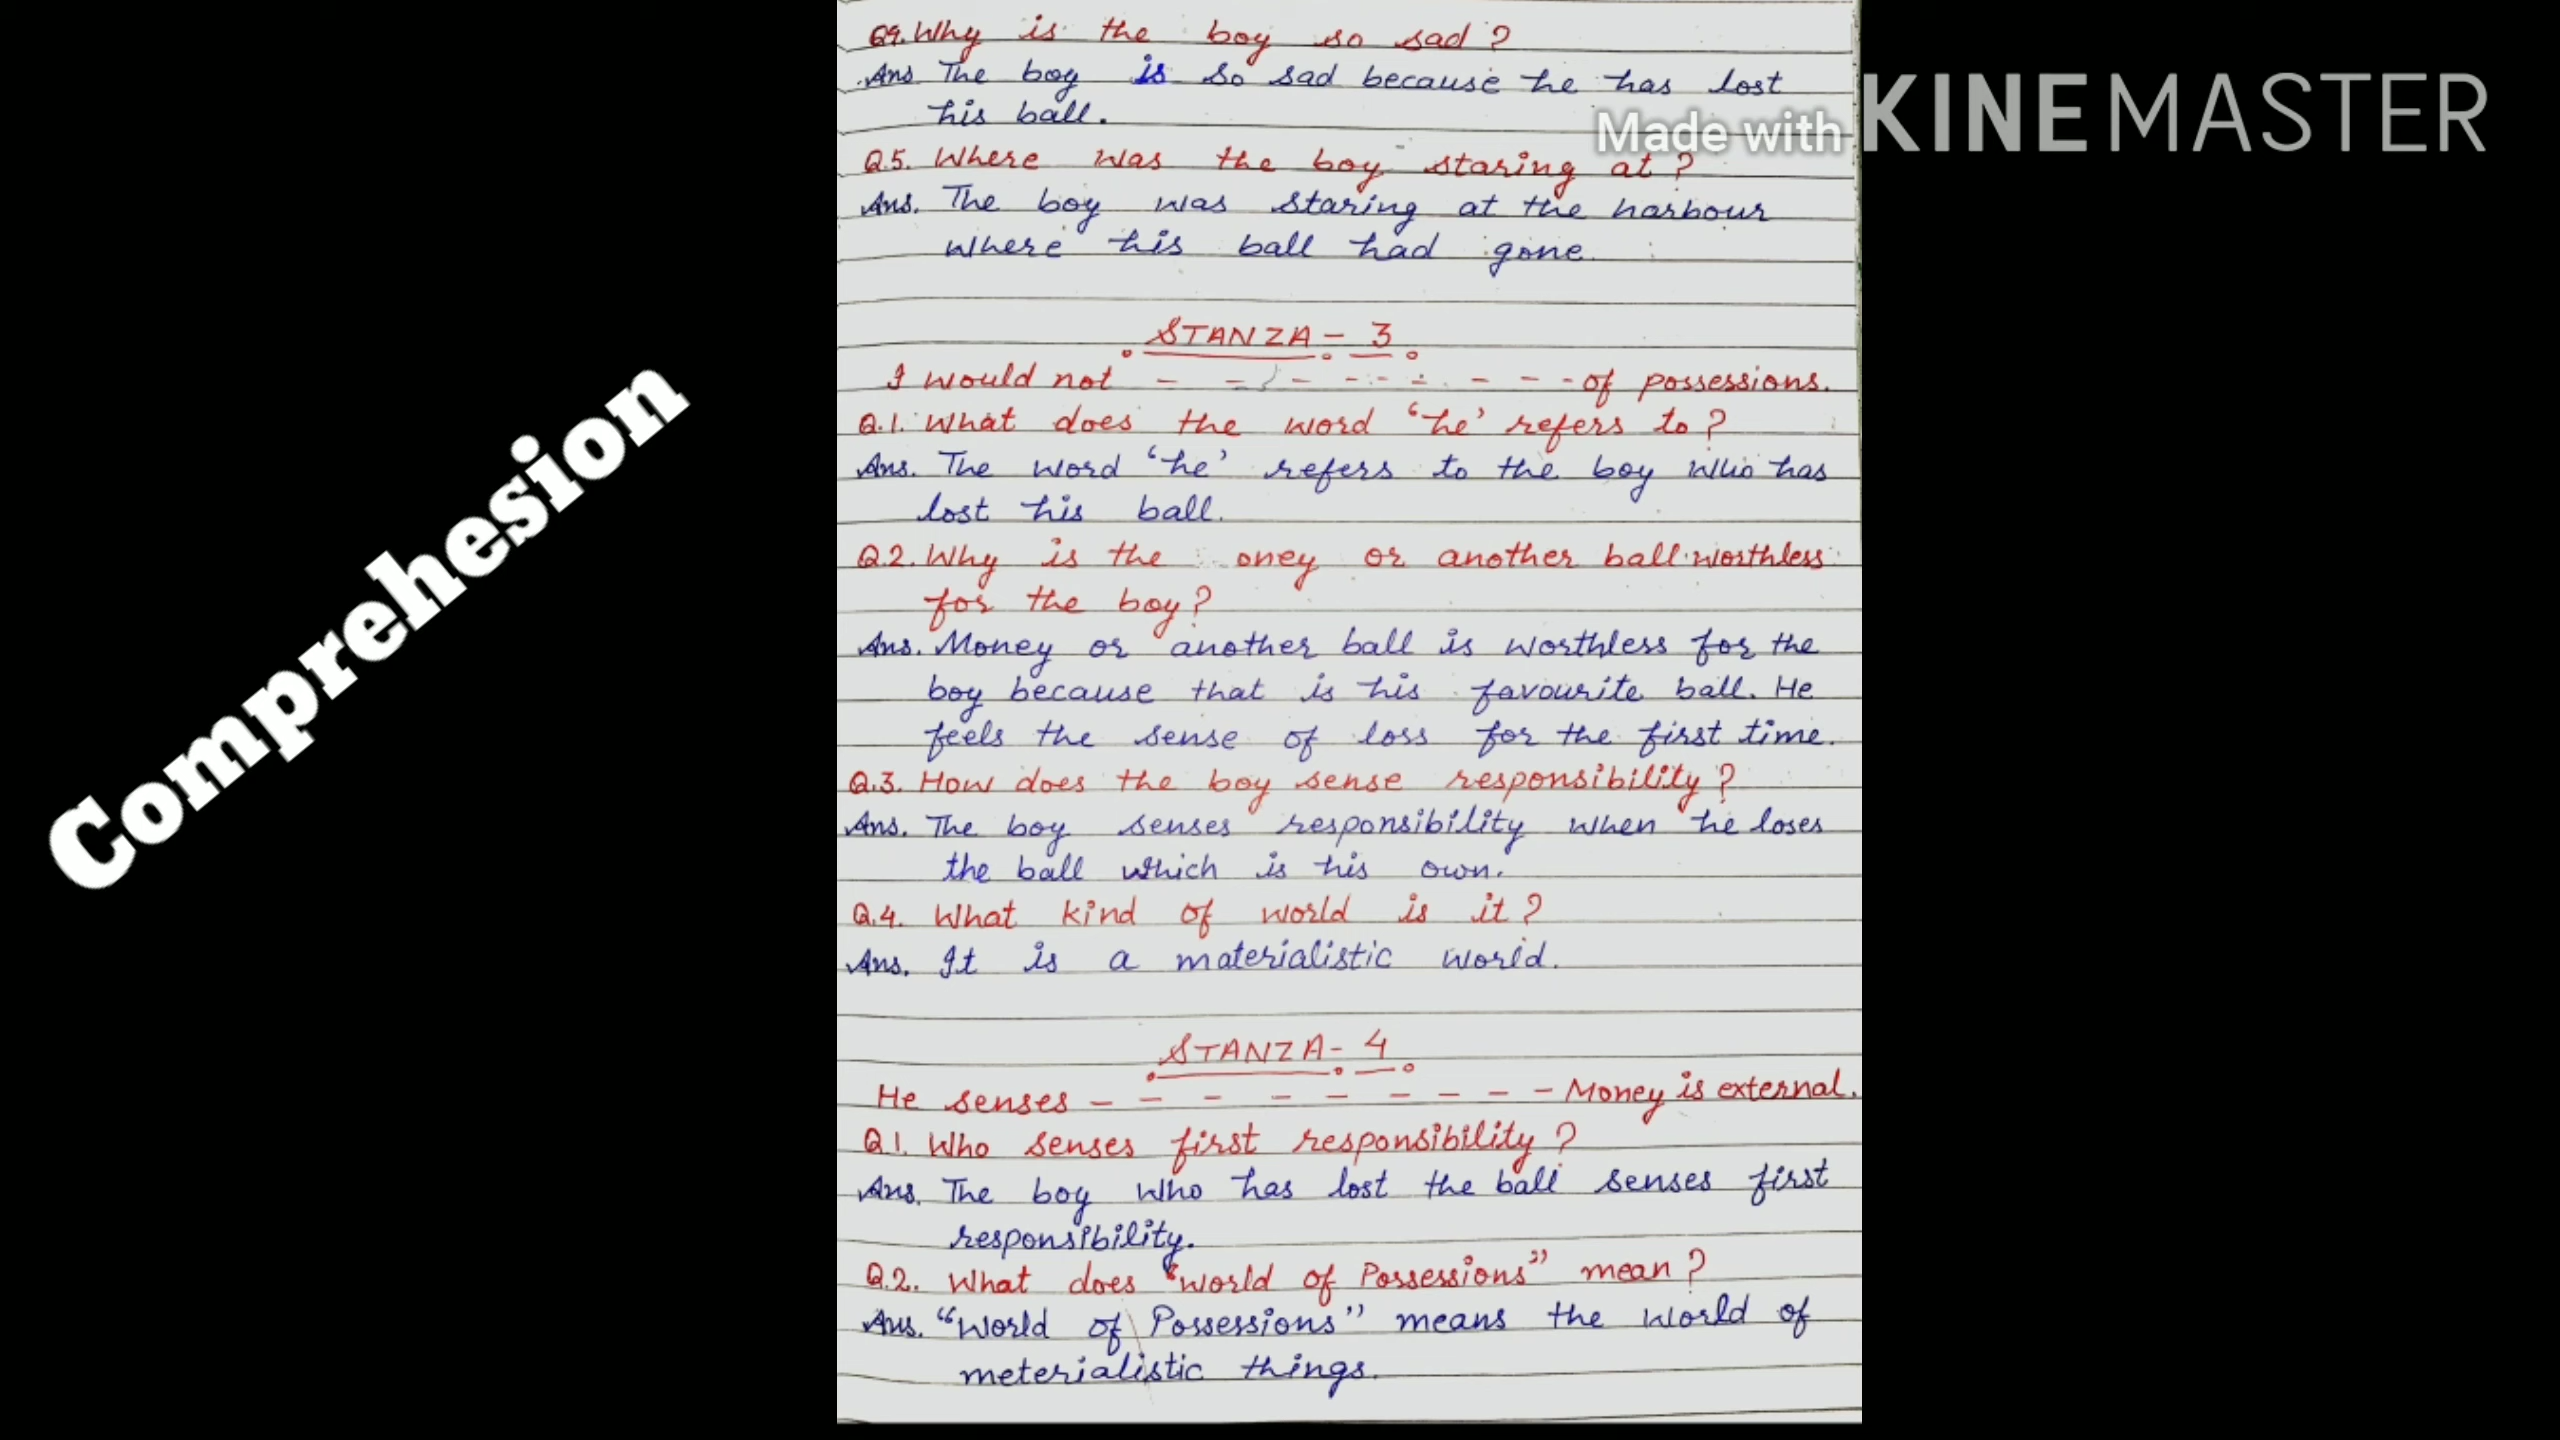 Q4. Why is the boy so sad?
Ans The boy is so sad because he has lost
his ball.
Made with KINEMASTER
Q.5. Where was the boy staring at?
Ans. The boy was staring at the harbour
where this ball had gone.
STANZA - 3
I would not - - - - - - - - - of possessions.
Q.1. What does the word 'he' refers to?
Ans. The word 'he' refers to the boy who has
lost his ball.
Q.2. Why is the oney or another ball worthless
for the boy?
Ans. Money or another ball is worthless for the
boy because that is his favourite ball. He
feels the sense of loss for the first time.
Q.3. How does the boy sense responsibility?
Ans. The boy senses responsibility when he loses
the ball which is his own.
Q.4. What kind of world is it?
Ans. It is a materialistic world.
STANZA - 4
He senses - - - - - - - - - Money is external.
Q1. Who senses first responsibility?
Ans. The boy who has lost the ball senses first
responsibility.
Q.2. What does "world of Possessions" mean?
Ans. "World of Possessions" means the world of
meterialistic things.
Comprehesion